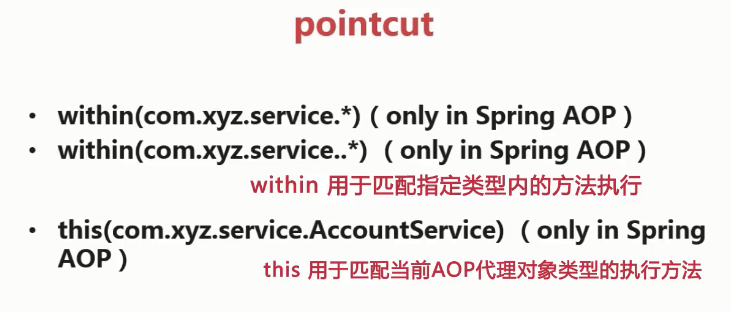 pointcut
• within(com.xyz.service.*)（only in Spring AOP）
• within(com.xyz.service..*) （only in Spring AOP）
within 用于匹配指定类型内的方法执行
• this(com.xyz.service.AccountService) （only in Spring
AOP）
this 用于匹配当前AOP代理对象类型的执行方法